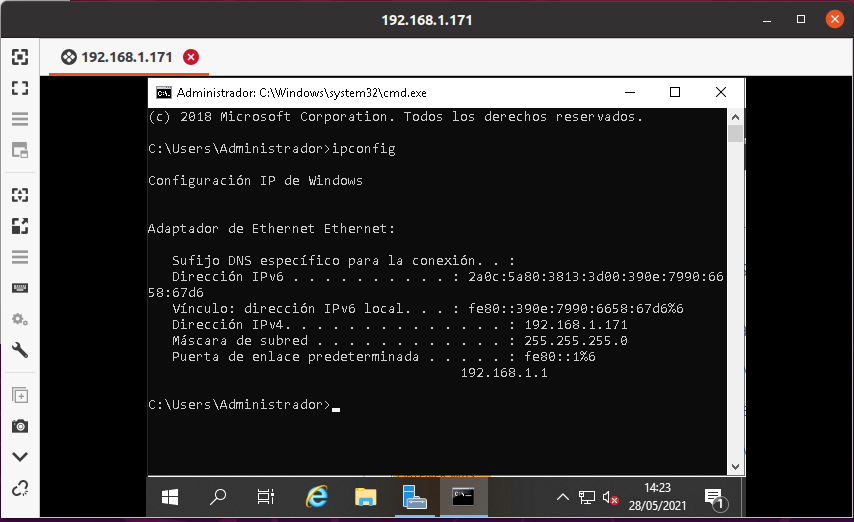 192.168.1.171
192.168.1.171
Administrador: C:\Windows\system32\cmd.exe
(c) 2018 Microsoft Corporation. Todos los derechos reservados.
C:\Users\Administrador>ipconfig
Configuración IP de Windows
Adaptador de Ethernet Ethernet:
Sufijo DNS específico para la conexión. . :
Dirección IPv6 . . . . . . . . . . : 2a0c:5a80:3813:3d00:390e:7990:66
58:67d6
Vínculo: dirección IPv6 local. . . : fe80::390e:7990:6658:67d6%6
Dirección IPv4. . . . . . . . . . . . . . : 192.168.1.171
Máscara de subred . . . . . . . . . . . . : 255.255.255.0
Puerta de enlace predeterminada . . . . . : fe80::1%6
192.168.1.1
C:\Users\Administrador>
14:23
28/05/2021
1